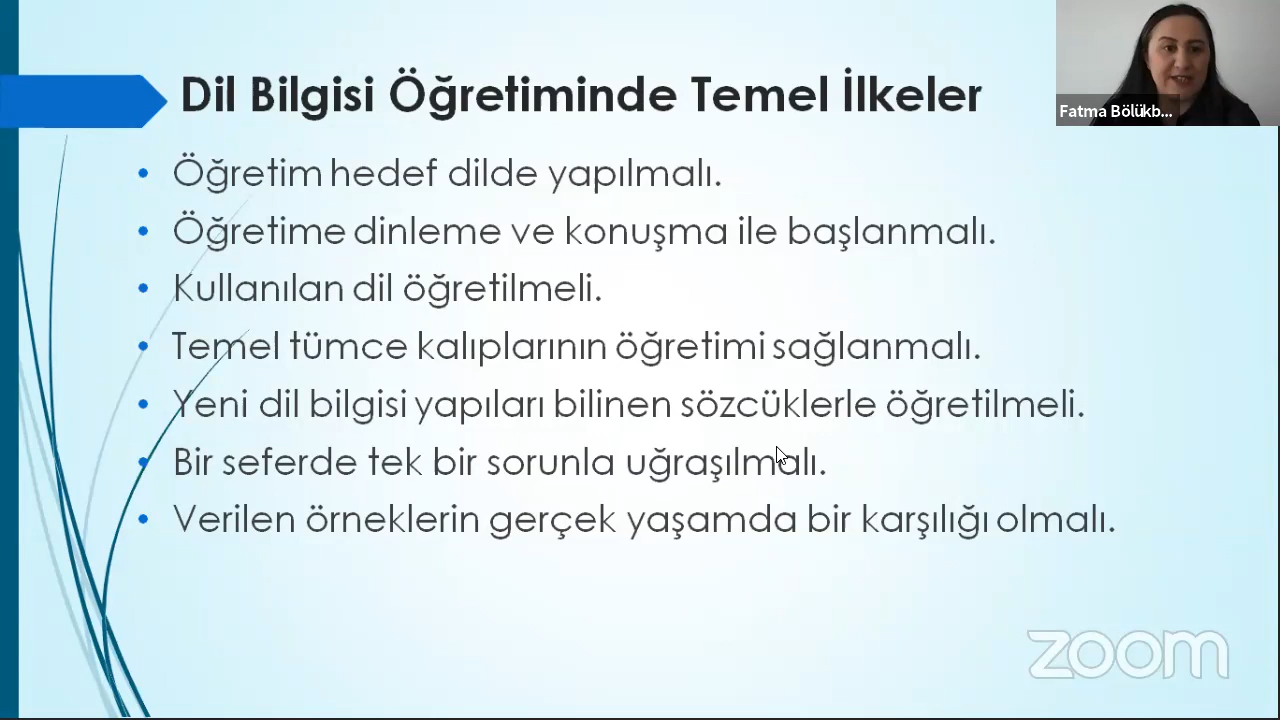 Dil Bilgisi Öğretiminde Temel İlkeler
Fatma Bölükb...
• Öğretim hedef dilde yapılmalı.
• Öğretime dinleme ve konuşma ile başlanmalı.
• Kullanılan dil öğretilmeli.
• Temel tümce kalıplarının öğretimi sağlanmalı.
• Yeni dil bilgisi yapıları bilinen sözcüklerle öğretilmeli.
• Bir seferde tek bir sorunla uğraşılmalı.
• Verilen örneklerin gerçek yaşamda bir karşılığı olmalı.
zoom